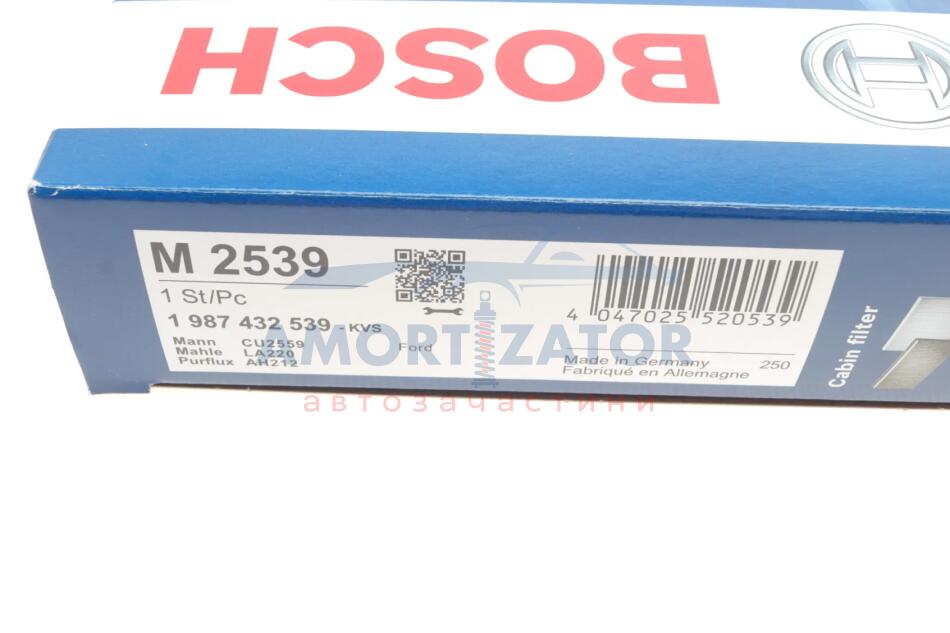 BOSCH
M 2539
1 St/Pc
1 987 432 539 - KVS
Mann CU2559
Mahle LA220
Purflux AH212
Ford
4 047025 520539
Made in Germany
Fabriqué en Allemagne
250
Cabin filter
AMORTIZATOR
автозапчастини